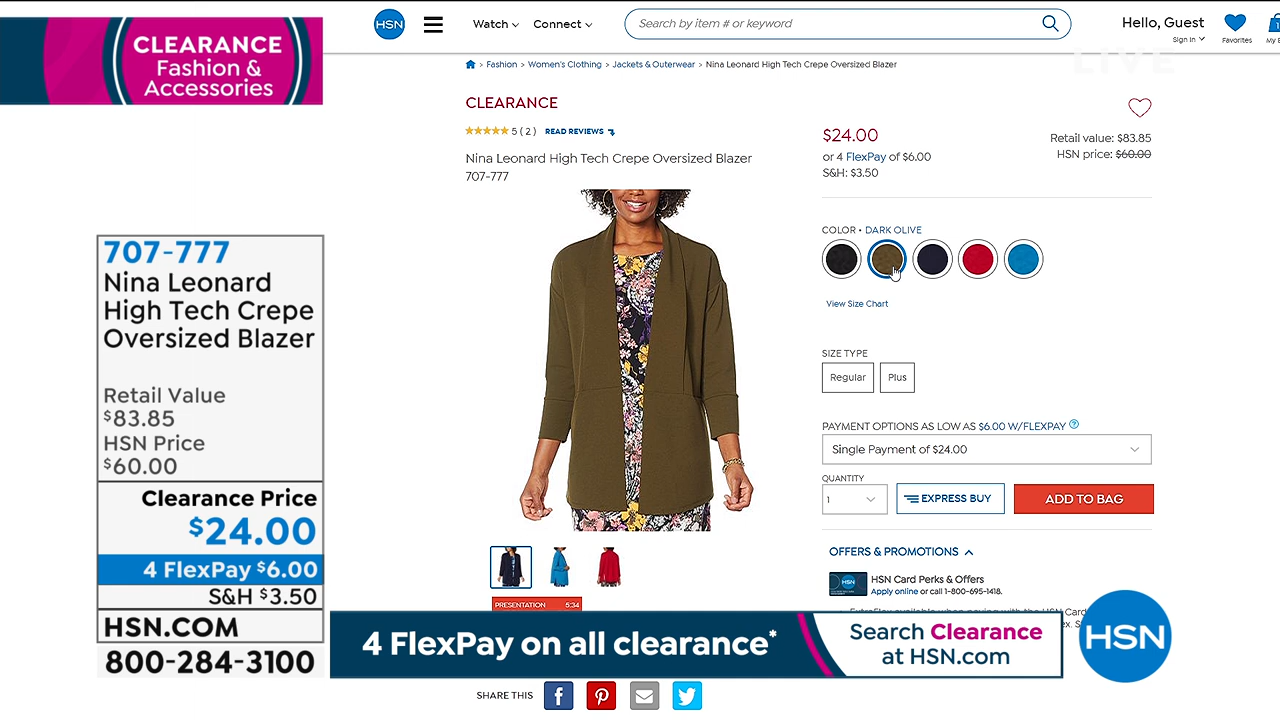 CLEARANCE
Fashion &
Accessories
HSN
Watch
Connect
Search by item # or keyword
Hello, Guest
Sign In
Favorites
1
LIVE
Fashion > Women's Clothing > Jackets & Outerwear > Nina Leonard High Tech Crepe Oversized Blazer
CLEARANCE
5 ( 2 ) READ REVIEWS
Nina Leonard High Tech Crepe Oversized Blazer
707-777
$24.00
or 4 FlexPay of $6.00
S&H: $3.50
Retail value: $83.85
HSN price: $60.00
COLOR • DARK OLIVE
View Size Chart
SIZE TYPE
Regular
Plus
PAYMENT OPTIONS AS LOW AS $6.00 W/FLEXPAY ?
Single Payment of $24.00
QUANTITY
1
EXPRESS BUY
ADD TO BAG
OFFERS & PROMOTIONS
HSN
HSN Card Perks & Offers
Apply online or call 1-800-695-1418.
PRESENTATION 5:34
707-777
Nina Leonard
High Tech Crepe
Oversized Blazer
Retail Value
$83.85
HSN Price
$60.00
Clearance Price
$24.00
4 FlexPay $6.00
S&H $3.50
HSN.COM
800-284-3100
4 FlexPay on all clearance*
Search Clearance
at HSN.com
HSN
SHARE THIS